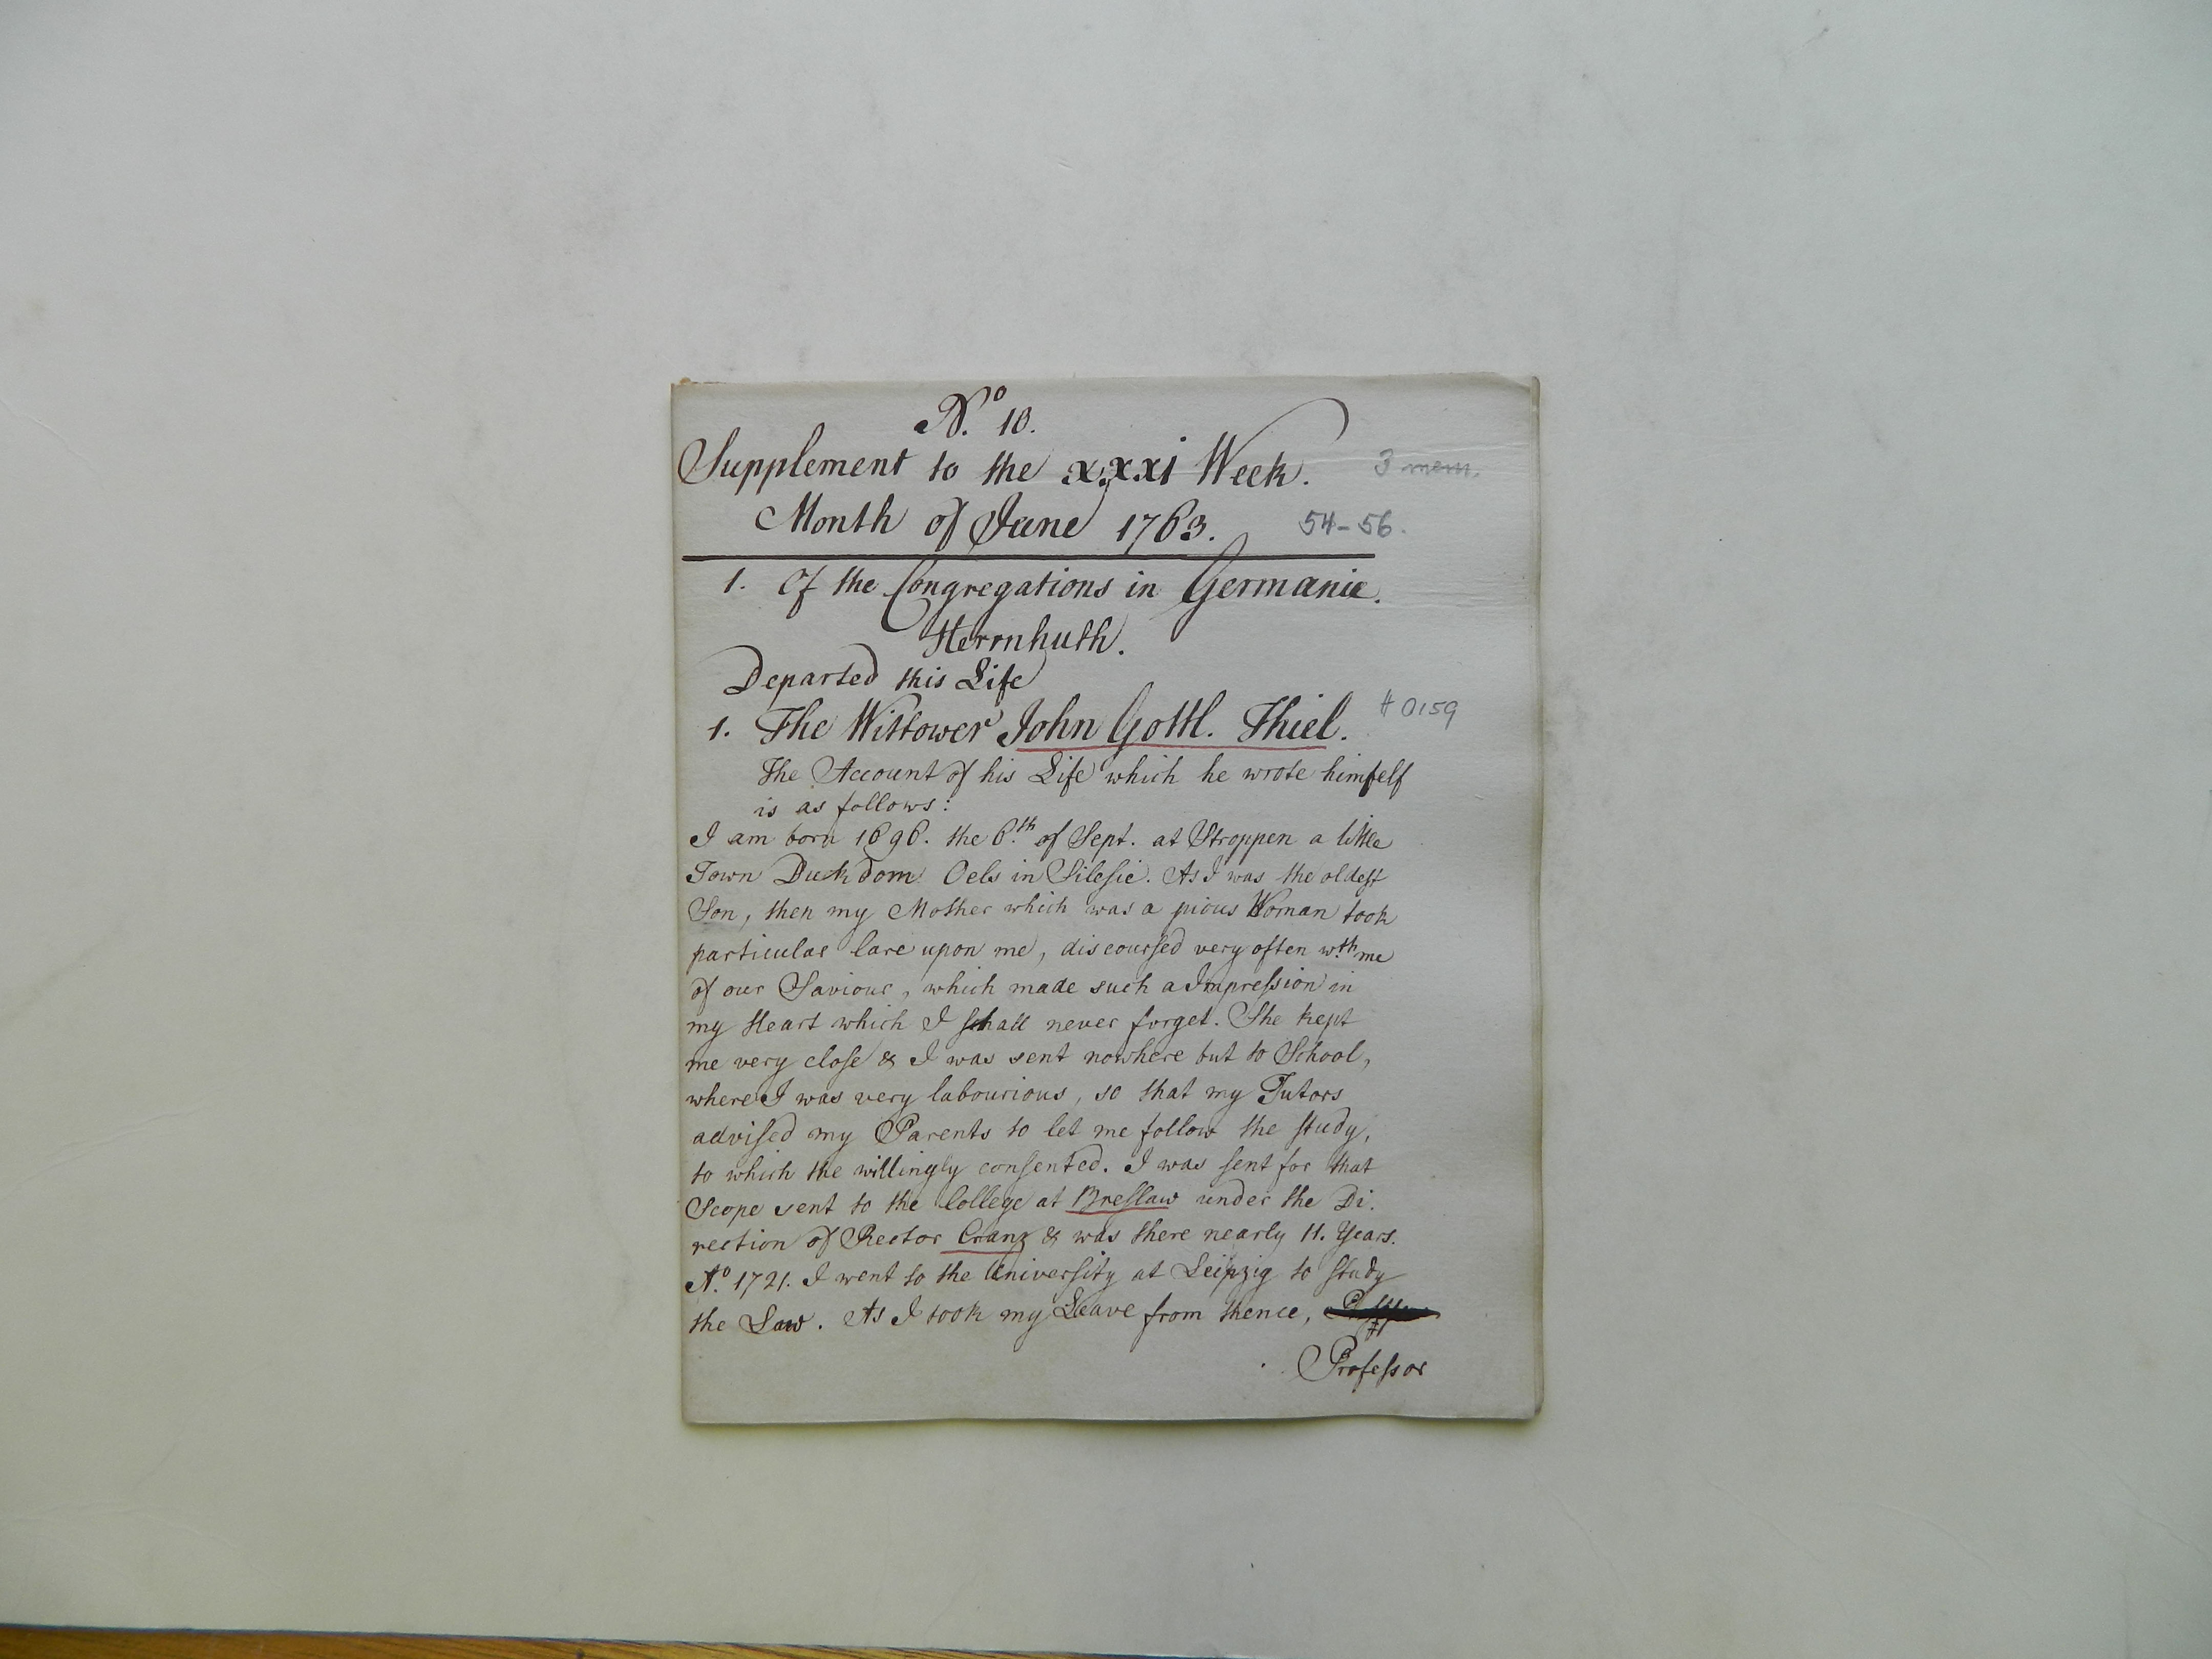 No. 10.
Supplement to the xxxi Week. 3 mem.
Month of June 1763. 54-56.
1. Of the Congregations in Germanie.
Herrnhuth.
Departed this Life
1. The Wittower John Gottl. Thiel. # 0159
The Account of his Life which he wrote himself
is as follows:
I am born 1696. the 6.th of Sept. at Stroppen a little
Town Duckdom Oels in Silesie. As I was the oldest
Son, then my Mother which was a pious Woman took
particular Care upon me, discoursed very often wth. me
of our Saviour, which made such a Impression in
my Heart which I schall never forget. She kept
me very close & I was sent nowhere but to School,
where I was very labourious, so that my Tutors
advised my Parents to let me follow the study,
to which the willingly consented. I was sent for that
Scope sent to the College at Breslaw under the Di-
rection of Rector Cranz & was there nearly 11. Years.
Ao. 1721. I went to the University at Leipzig to study
the Law. As I took my Leave from thence,
Professor